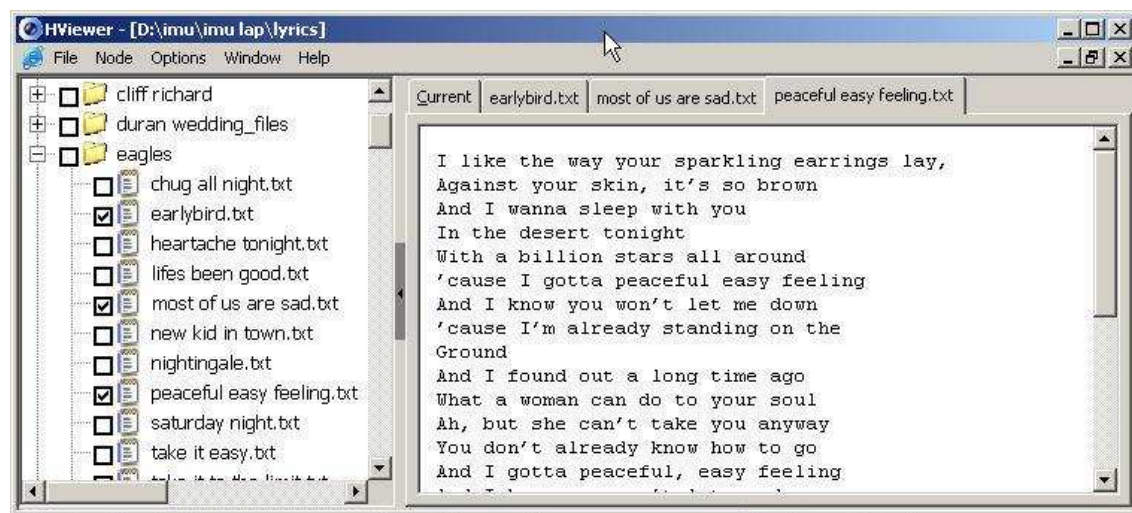 HViewer - [D:\imu\imu lap\lyrics]
File Node Options Window Help
cliff richard
duran wedding_files
eagles
chug all night.txt
earlybird.txt
heartache tonight.txt
lifes been good.txt
most of us are sad.txt
new kid in town.txt
nightingale.txt
peaceful easy feeling.txt
saturday night.txt
take it easy.txt
take it to the limit.txt
Current earlybird.txt most of us are sad.txt peaceful easy feeling.txt
I like the way your sparkling earrings lay,
Against your skin, it's so brown
And I wanna sleep with you
In the desert tonight
With a billion stars all around
'cause I gotta peaceful easy feeling
And I know you won't let me down
'cause I'm already standing on the
Ground
And I found out a long time ago
What a woman can do to your soul
Ah, but she can't take you anyway
You don't already know how to go
And I gotta peaceful, easy feeling